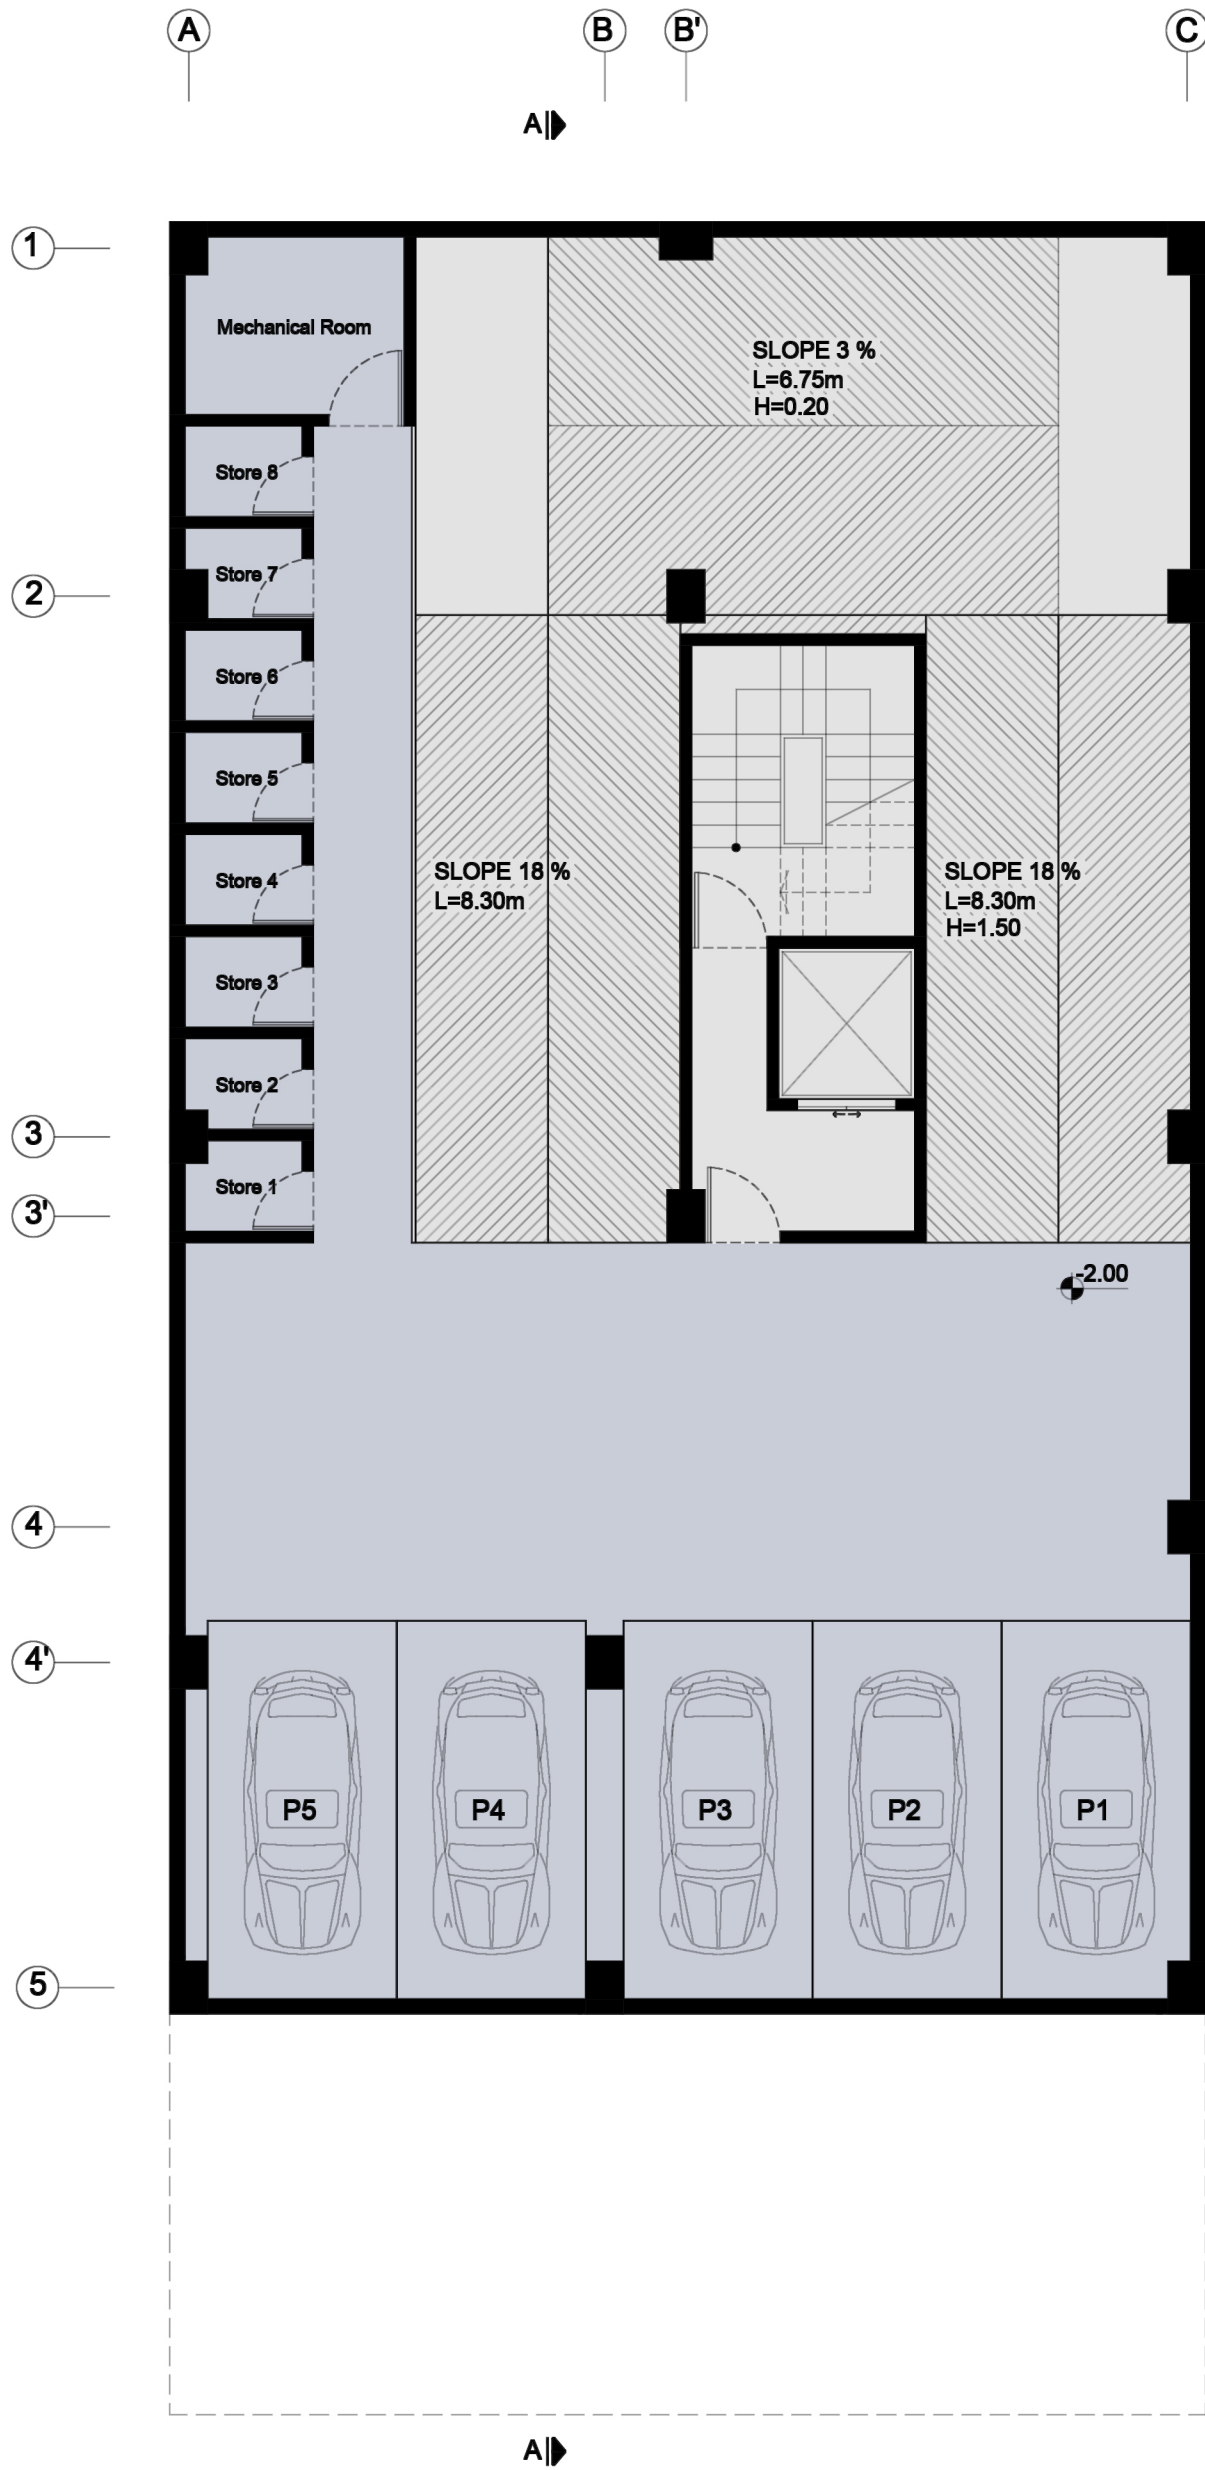 A
B
B'
C
A
1
Mechanical Room
SLOPE 3 %
L=6.75m
H=0.20
Store 8
Store 7
2
Store 6
Store 5
Store 4
SLOPE 18 %
L=8.30m
SLOPE 18 %
L=8.30m
H=1.50
Store 3
Store 2
3
Store 1
3'
-2.00
4
4'
P5
P4
P3
P2
P1
5
A